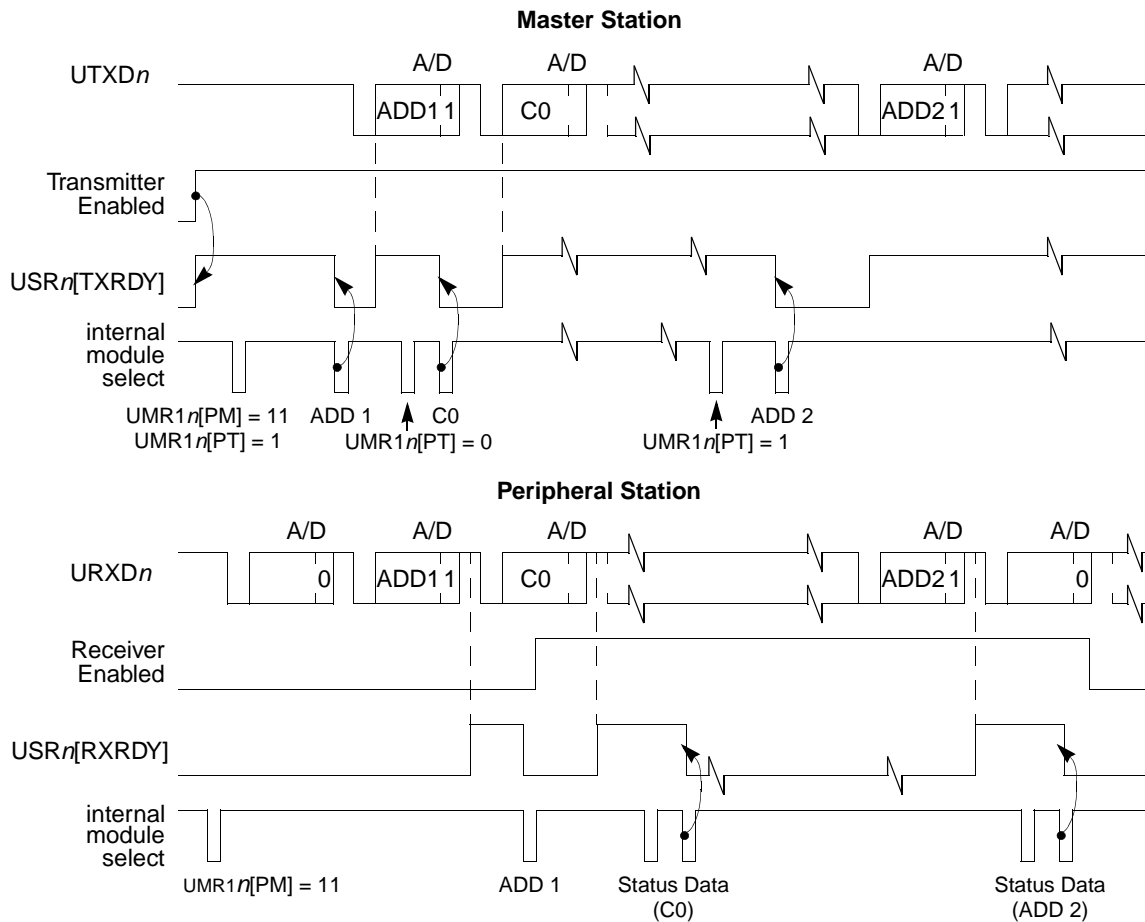 Master Station
A/D A/D A/D
UTXDn
ADD1 1 C0 ADD2 1
Transmitter
Enabled
USRn[TXRDY]
internal
module
select
UMR1n[PM] = 11 ADD 1 C0 ADD 2
UMR1n[PT] = 1 UMR1n[PT] = 0 UMR1n[PT] = 1
Peripheral Station
A/D A/D A/D A/D A/D
URXDn
0 ADD1 1 C0 ADD2 1 0
Receiver
Enabled
USRn[RXRDY]
internal
module
select
UMR1n[PM] = 11 ADD 1 Status Data Status Data
(C0) (ADD 2)